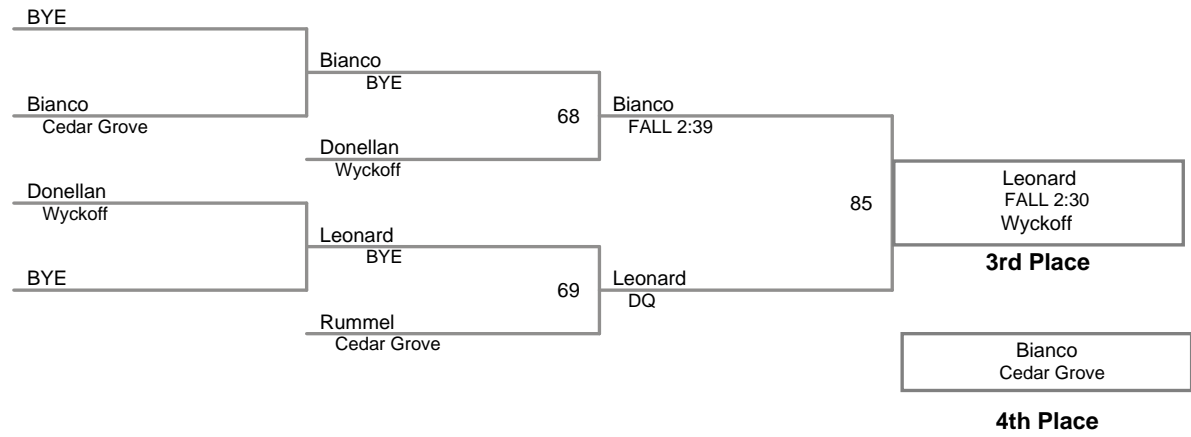 BYE
Bianco
BYE
Bianco
Cedar Grove
68
Bianco
FALL 2:39
Donellan
Wyckoff
Donellan
Wyckoff
85
Leonard
FALL 2:30
Wyckoff
3rd Place
Leonard
BYE
BYE
69
Leonard
DQ
Rummel
Cedar Grove
Bianco
Cedar Grove
4th Place